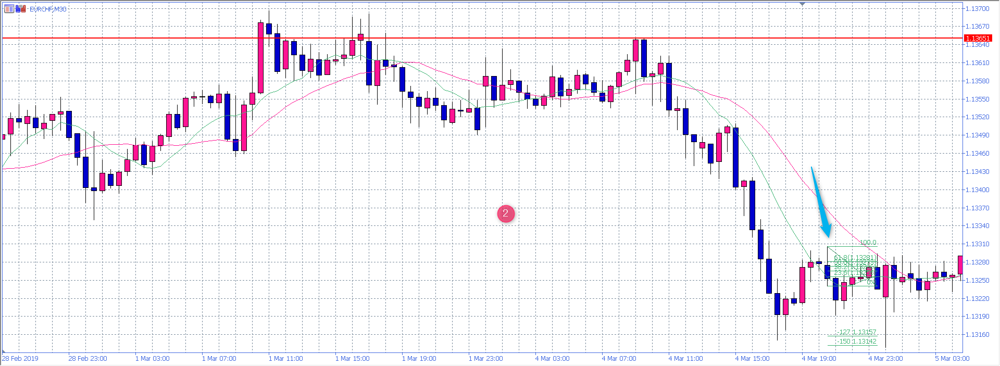 EURCHF,M30
1.13700
1.13670
1.13651
1.13640
1.13610
1.13580
1.13550
1.13520
1.13490
1.13460
1.13430
1.13400
1.13370
1.13340
1.13310
1.13280
1.13250
1.13220
1.13190
1.13160
2
100.0
61.8(1.13281)
0.0
-127 1.13157
-150 1.13142
28 Feb 2019
28 Feb 23:00
1 Mar 03:00
1 Mar 07:00
1 Mar 11:00
1 Mar 15:00
1 Mar 19:00
1 Mar 23:00
4 Mar 03:00
4 Mar 07:00
4 Mar 11:00
4 Mar 15:00
4 Mar 19:00
4 Mar 23:00
5 Mar 03:00